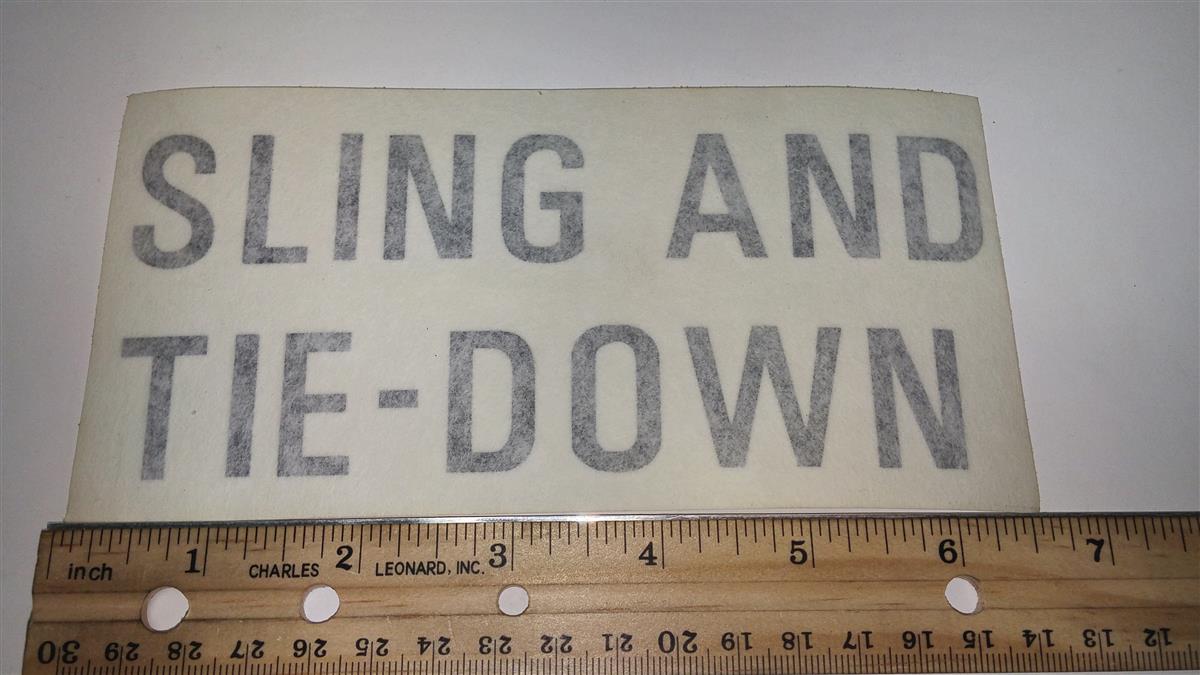 SLING AND
TIE-DOWN
1 2 3 4 5 6 7
inch CHARLES LEONARD, INC.
30 29 28 27 26 25 24 23 22 21 20 19 18 17 16 15 14 13 12